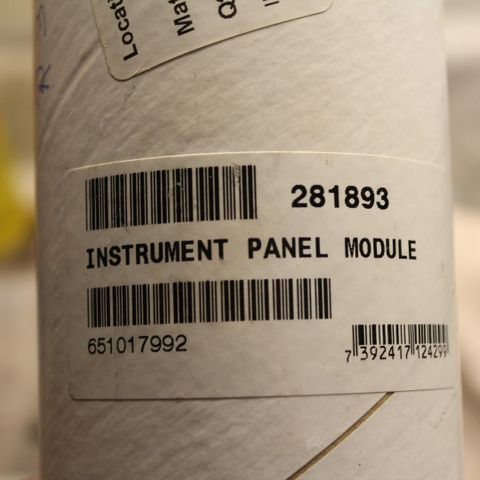 281893
INSTRUMENT PANEL MODULE
651017992
7 392417 124299